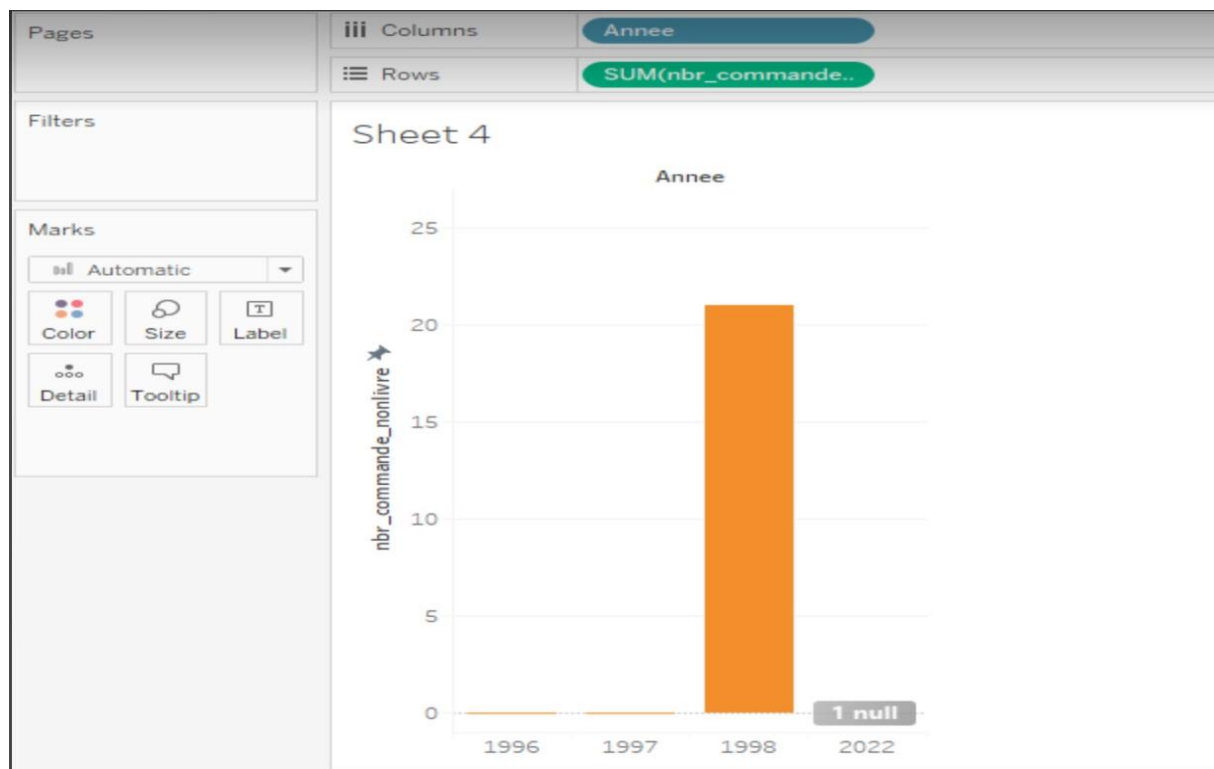 Pages
Columns
Annee
Rows
SUM(nbr_commande..
Filters
Sheet 4
Annee
Marks
Automatic
Color
Size
T
Label
Detail
Tooltip
nbr_commande_nonlivre
25
20
15
10
5
0
1 null
1996
1997
1998
2022